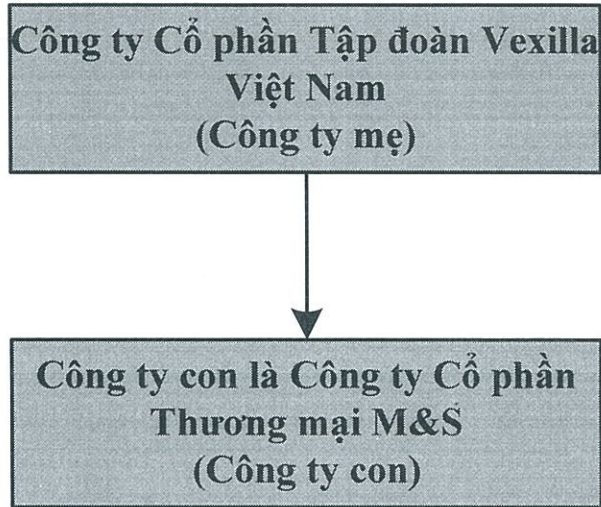 Công ty Cổ phần Tập đoàn Vexilla
Việt Nam
(Công ty mẹ)
Công ty con là Công ty Cổ phần
Thương mại M&S
(Công ty con)